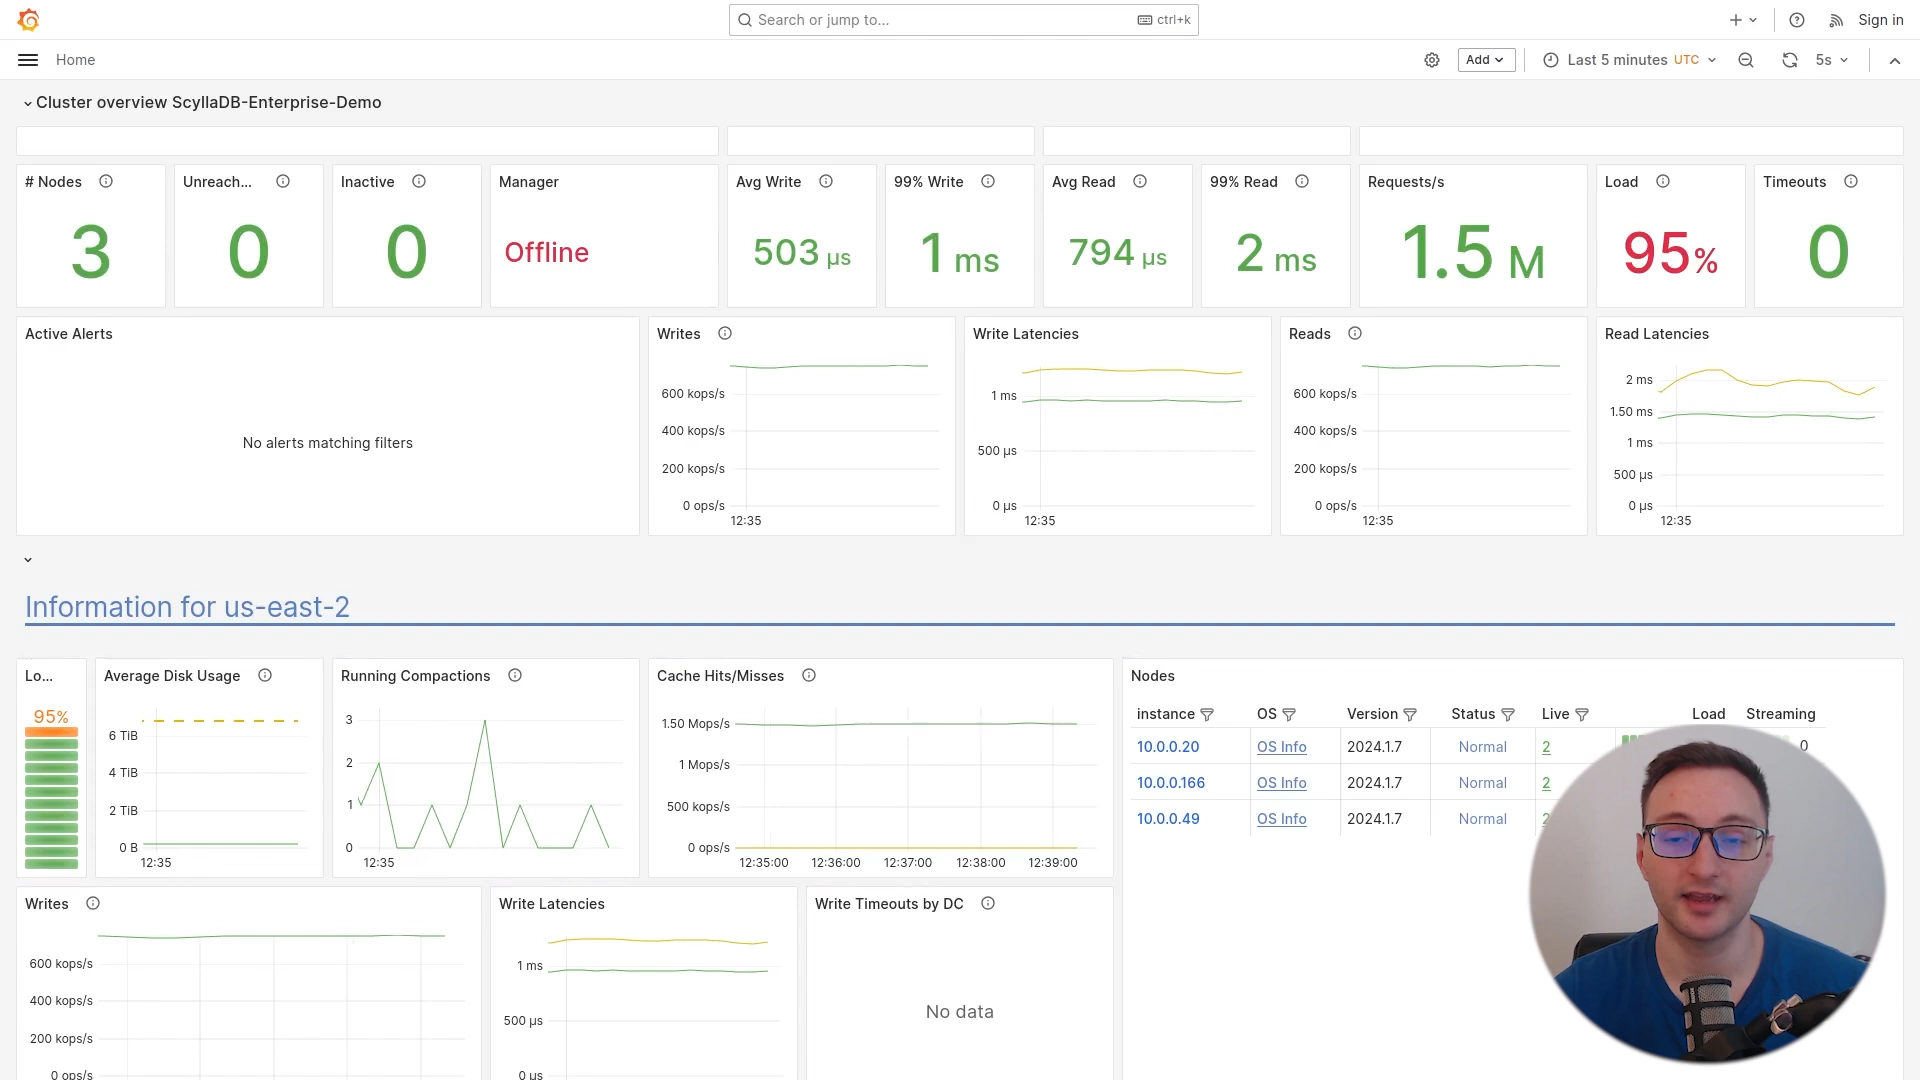 Search or jump to...
ctrl+k
Sign in
Home
Add
Last 5 minutes UTC
5s
Cluster overview ScyllaDB-Enterprise-Demo
# Nodes
Unreach...
Inactive
Manager
Avg Write
99% Write
Avg Read
99% Read
Requests/s
Load
Timeouts
3
0
0
Offline
503 µs
1 ms
794 µs
2 ms
1.5 M
95%
0
Active Alerts
No alerts matching filters
Writes
600 kops/s
400 kops/s
200 kops/s
0 ops/s
12:35
Write Latencies
1 ms
500 µs
0 µs
12:35
Reads
600 kops/s
400 kops/s
200 kops/s
0 ops/s
12:35
Read Latencies
2 ms
1.50 ms
1 ms
500 µs
0 µs
12:35
Information for us-east-2
Lo...
95%
Average Disk Usage
6 TiB
4 TiB
2 TiB
0 B
12:35
Running Compactions
3
2
1
0
12:35
Cache Hits/Misses
1.50 Mops/s
1 Mops/s
500 kops/s
0 ops/s
12:35:00 12:36:00 12:37:00 12:38:00 12:39:00
Nodes
instance OS Version Status Live Load Streaming
10.0.0.20 OS Info 2024.1.7 Normal 2 0
10.0.0.166 OS Info 2024.1.7 Normal 2
10.0.0.49 OS Info 2024.1.7 Normal 2
Writes
600 kops/s
400 kops/s
200 kops/s
0 ops/s
Write Latencies
1 ms
500 µs
0 µs
Write Timeouts by DC
No data